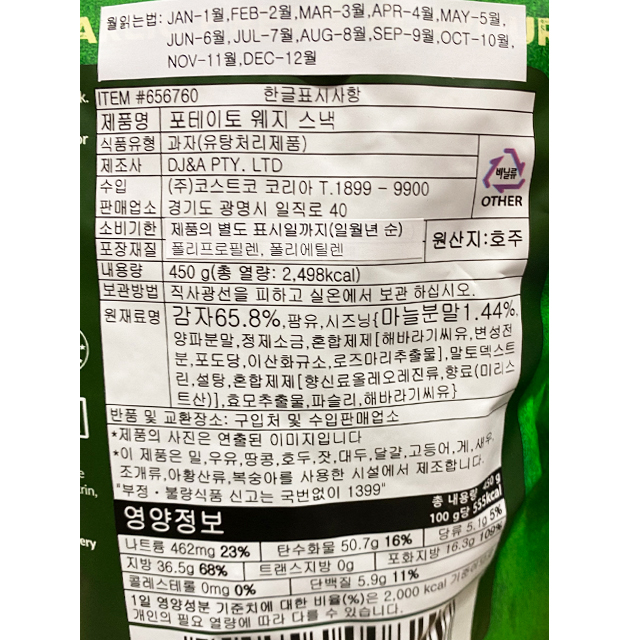 월읽는법: JAN-1월,FEB-2월,MAR-3월,APR-4월,MAY-5월,
JUN-6월,JUL-7월,AUG-8월,SEP-9월,OCT-10월,
NOV-11월,DEC-12월
ITEM #656760 한글표시사항
제품명 포테이토 웨지 스낵
식품유형 과자(유탕처리제품)
제조사 DJ&A PTY. LTD
비닐류
OTHER
수입 (주)코스트코 코리아 T.1899 - 9900
판매업소 경기도 광명시 일직로 40
소비기한 제품의 별도 표시일까지(일월년 순)
포장재질 폴리프로필렌, 폴리에틸렌
원산지:호주
내용량 450 g(총 열량: 2,498kcal)
보관방법 직사광선을 피하고 실온에서 보관 하십시오.
원재료명 감자65.8%,팜유,시즈닝{마늘분말1.44%,
양파분말,정제소금,혼합제제[해바라기씨유,변성전
분,포도당,이산화규소,로즈마리추출물],말토덱스트
린,설탕,혼합제제[향신료올레오레진류,향료(미리스
트산)],효모추출물,파슬리,해바라기씨유}
반품 및 교환장소: 구입처 및 수입판매업소
*제품의 사진은 연출된 이미지입니다
*이 제품은 밀,우유,땅콩,호두,잣,대두,달걀,고등어,게,새우,
조개류,아황산류,복숭아를 사용한 시설에서 제조합니다.
"부정・불량식품 신고는 국번없이 1399"
영양정보
총 내용량 450 g
100 g당 555kcal
나트륨 462mg 23% 탄수화물 50.7g 16% 당류 5.1g 5%
지방 36.5g 68% 트랜스지방 0g 포화지방 16.3g 109%
콜레스테롤 0mg 0% 단백질 5.9g 11%
1일 영양성분 기준치에 대한 비율(%)은 2,000 kcal 기준이므로
개인의 필요 열량에 따라 다를 수 있습니다.